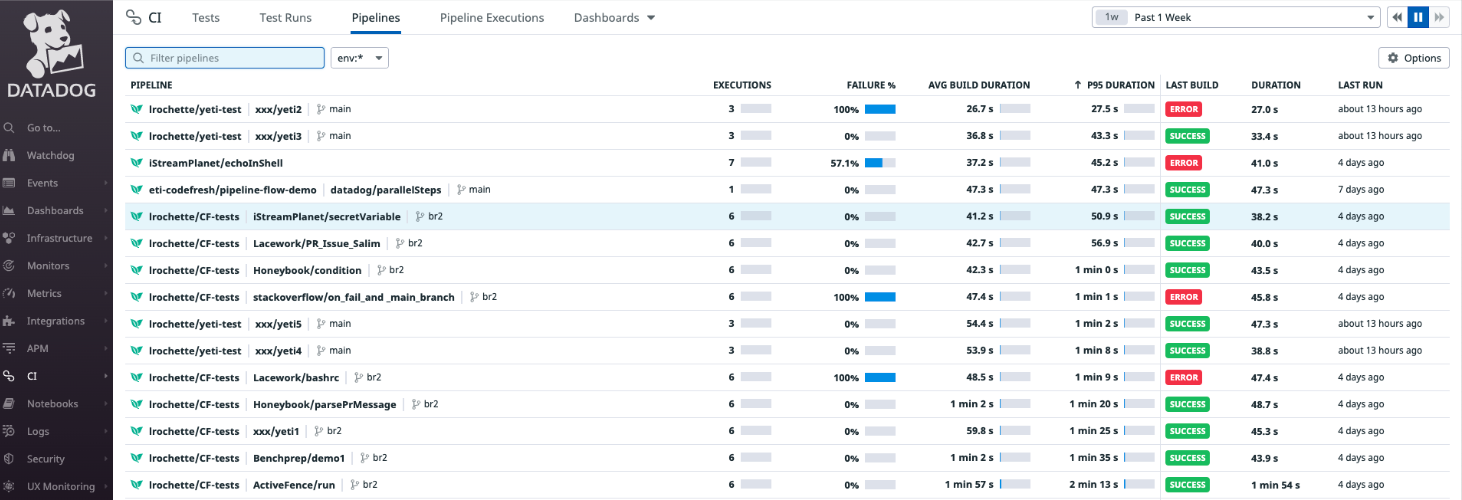 CI Tests Test Runs Pipelines Pipeline Executions Dashboards 1w Past 1 Week
DATADOG
Filter pipelines env:* Options
PIPELINE EXECUTIONS FAILURE % AVG BUILD DURATION ↑ P95 DURATION LAST BUILD DURATION LAST RUN
lrochette/yeti-test xxx/yeti2 main 3 100% 26.7 s 27.5 s ERROR 27.0 s about 13 hours ago
lrochette/yeti-test xxx/yeti3 main 3 0% 36.8 s 43.3 s SUCCESS 33.4 s about 13 hours ago
iStreamPlanet/echoInShell 7 57.1% 37.2 s 45.2 s ERROR 41.0 s 4 days ago
eti-codefresh/pipeline-flow-demo datadog/parallelSteps main 1 0% 47.3 s 47.3 s SUCCESS 47.3 s 7 days ago
lrochette/CF-tests iStreamPlanet/secretVariable br2 6 0% 41.2 s 50.9 s SUCCESS 38.2 s 4 days ago
lrochette/CF-tests Lacework/PR_Issue_Salim br2 6 0% 42.7 s 56.9 s SUCCESS 40.0 s 4 days ago
lrochette/CF-tests Honeybook/condition br2 6 0% 42.3 s 1 min 0 s SUCCESS 43.5 s 4 days ago
lrochette/CF-tests stackoverflow/on_fail_and _main_branch br2 6 100% 47.4 s 1 min 1 s ERROR 45.8 s 4 days ago
lrochette/yeti-test xxx/yeti5 main 3 0% 54.4 s 1 min 2 s SUCCESS 47.3 s about 13 hours ago
lrochette/yeti-test xxx/yeti4 main 3 0% 53.9 s 1 min 8 s SUCCESS 38.8 s about 13 hours ago
lrochette/CF-tests Lacework/bashrc br2 6 100% 48.5 s 1 min 9 s ERROR 47.4 s 4 days ago
lrochette/CF-tests Honeybook/parsePrMessage br2 6 0% 1 min 2 s 1 min 20 s SUCCESS 48.7 s 4 days ago
lrochette/CF-tests xxx/yeti1 br2 6 0% 59.8 s 1 min 25 s SUCCESS 45.3 s 4 days ago
lrochette/CF-tests Benchprep/demo1 br2 6 0% 1 min 2 s 1 min 35 s SUCCESS 43.9 s 4 days ago
lrochette/CF-tests ActiveFence/run br2 6 0% 1 min 57 s 2 min 13 s SUCCESS 1 min 54 s 4 days ago
Go to...
Watchdog
Events
Dashboards
Infrastructure
Monitors
Metrics
Integrations
APM
CI
Notebooks
Logs
Security
UX Monitoring